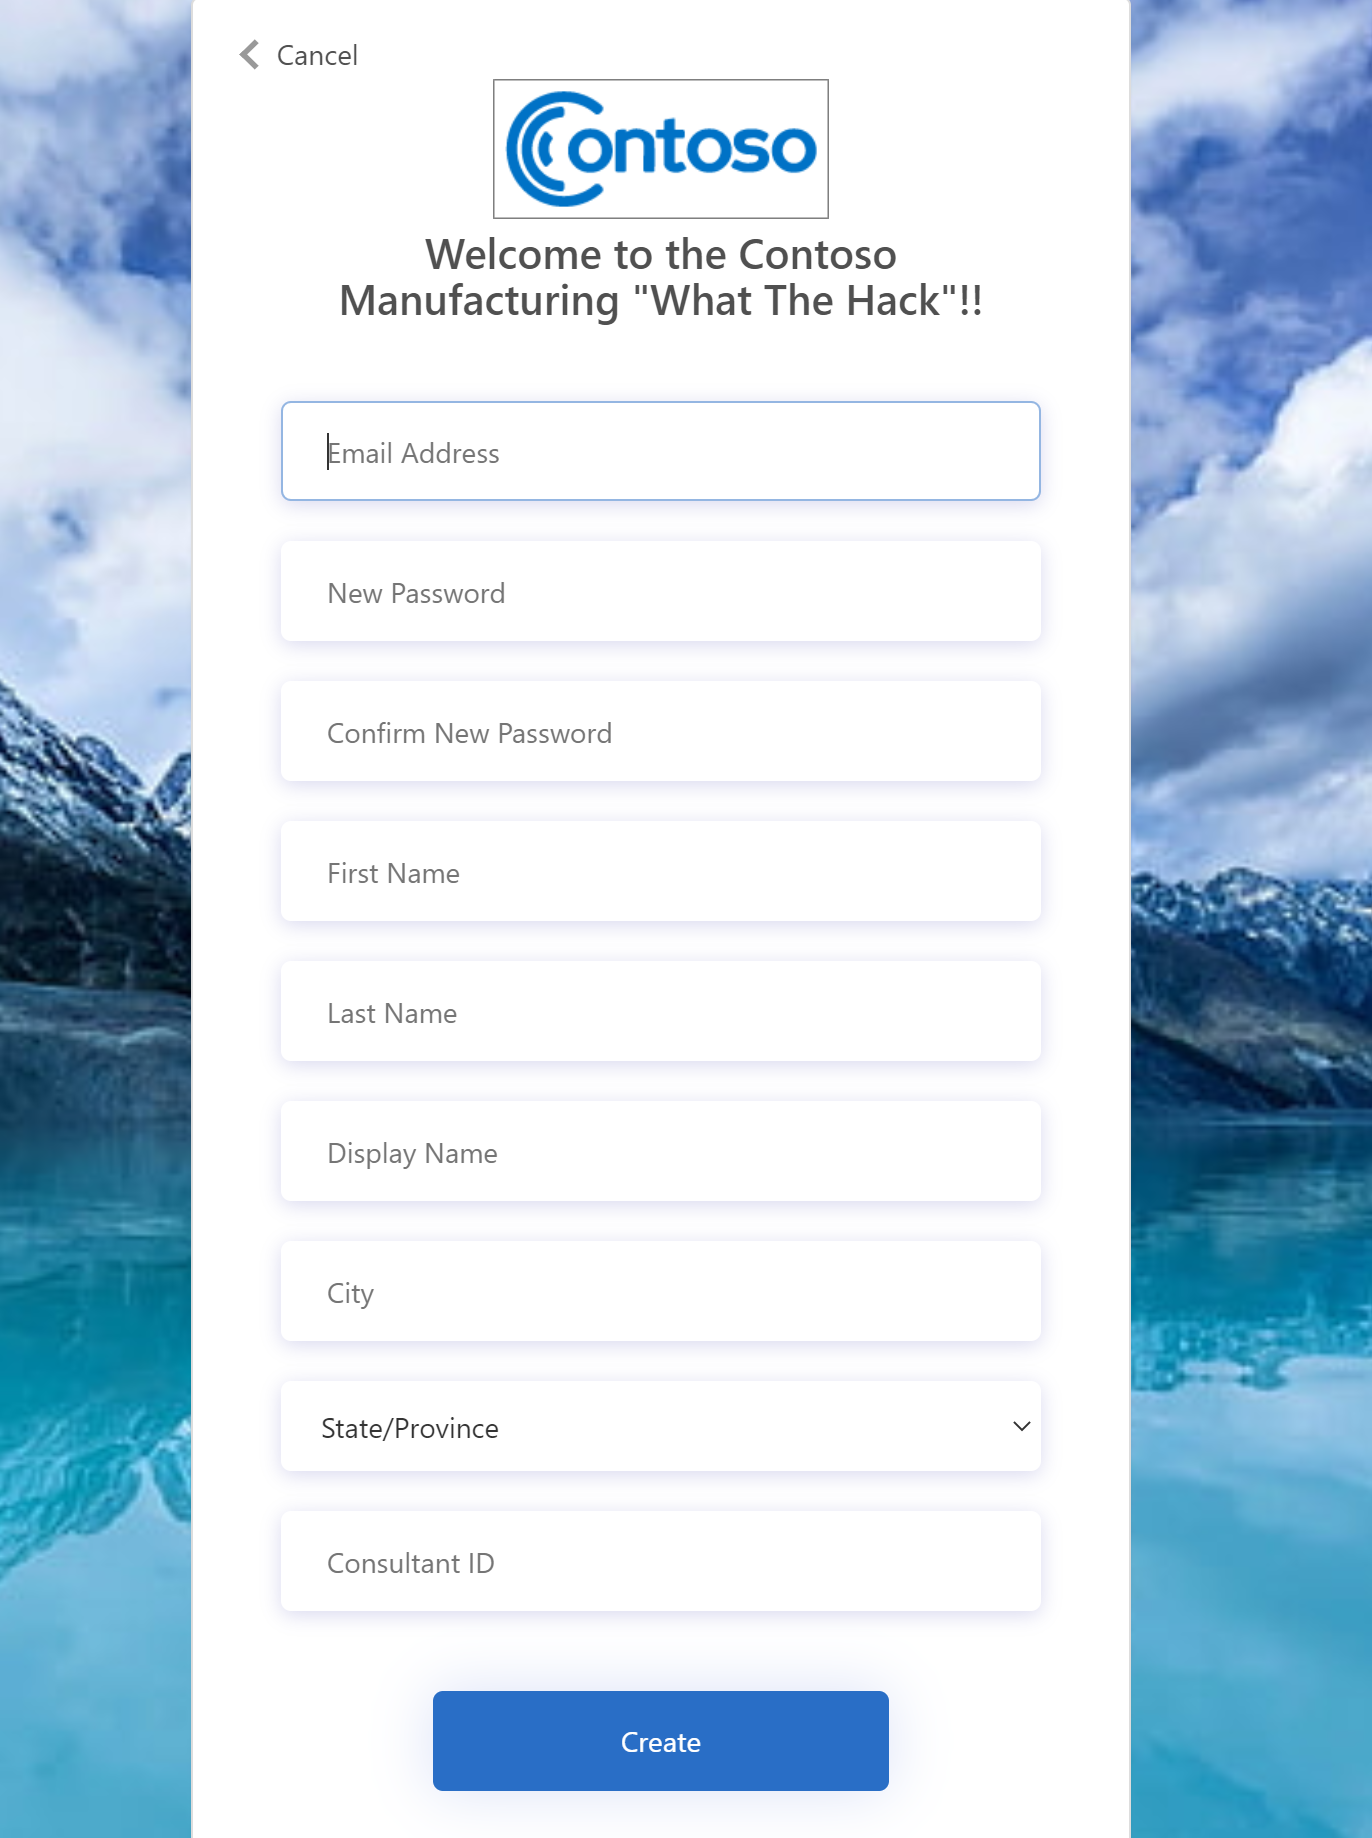 Cancel
Contoso
Welcome to the Contoso
Manufacturing "What The Hack"!!
Email Address
New Password
Confirm New Password
First Name
Last Name
Display Name
City
State/Province
Consultant ID
Create